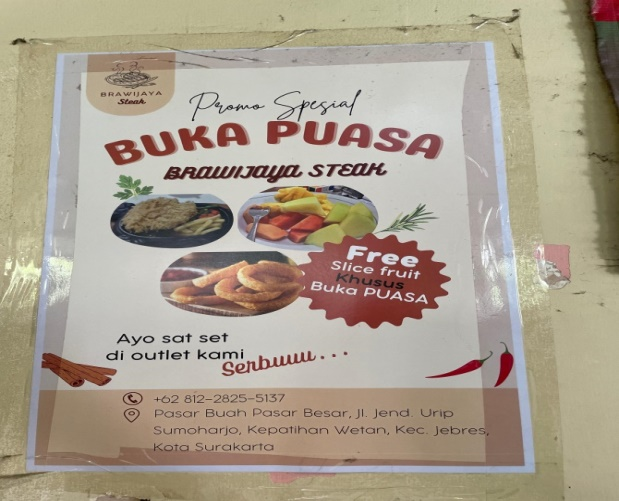 BRAWIJAYA
Steak
Promo Spesial
BUKA PUASA
BRAWIJAYA STEAK
Free
Slice fruit
Khusus
Buka PUASA
Ayo sat set
di outlet kami
Serbuuu...
+62 812-2825-5137
Pasar Buah Pasar Besar, Jl. Jend. Urip
Sumoharjo, Kepatihan Wetan, Kec. Jebres,
Kota Surakarta